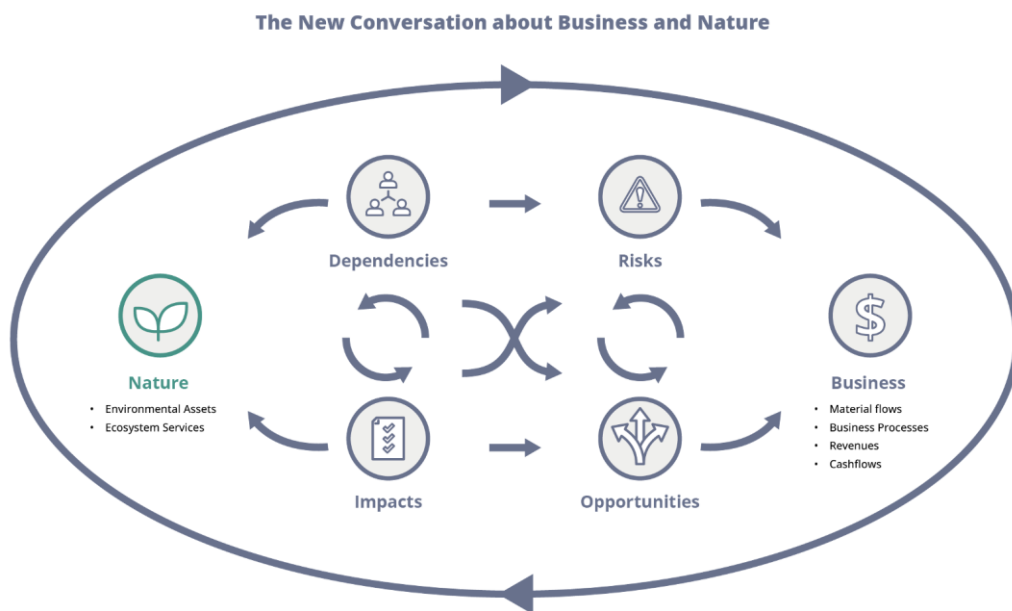 The New Conversation about Business and Nature
Dependencies
Risks
Nature
• Environmental Assets
• Ecosystem Services
Business
• Material flows
• Business Processes
• Revenues
• Cashflows
Impacts
Opportunities